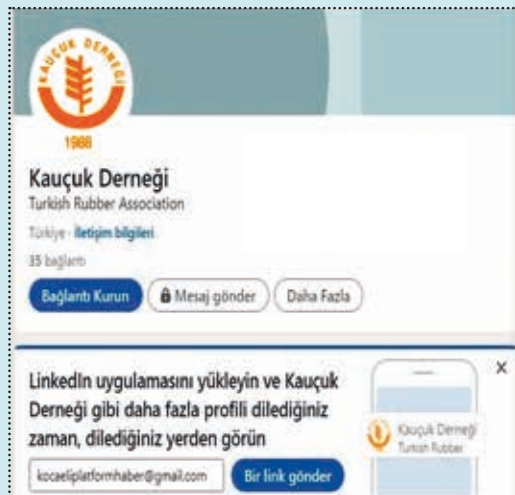 KAUÇUK DERNEĞİ
1988
Kauçuk Derneği
Turkish Rubber Association
Türkiye · İletişim bilgileri
35 bağlantı
Bağlantı Kurun
Mesaj gönder
Daha Fazla
LinkedIn uygulamasını yükleyin ve Kauçuk
Derneği gibi daha fazla profili dilediğiniz
zaman, dilediğiniz yerden görün
X
Kauçuk Derneği
Turkish Rubber
kocaeliplatformhaber@gmail.com
Bir link gönder